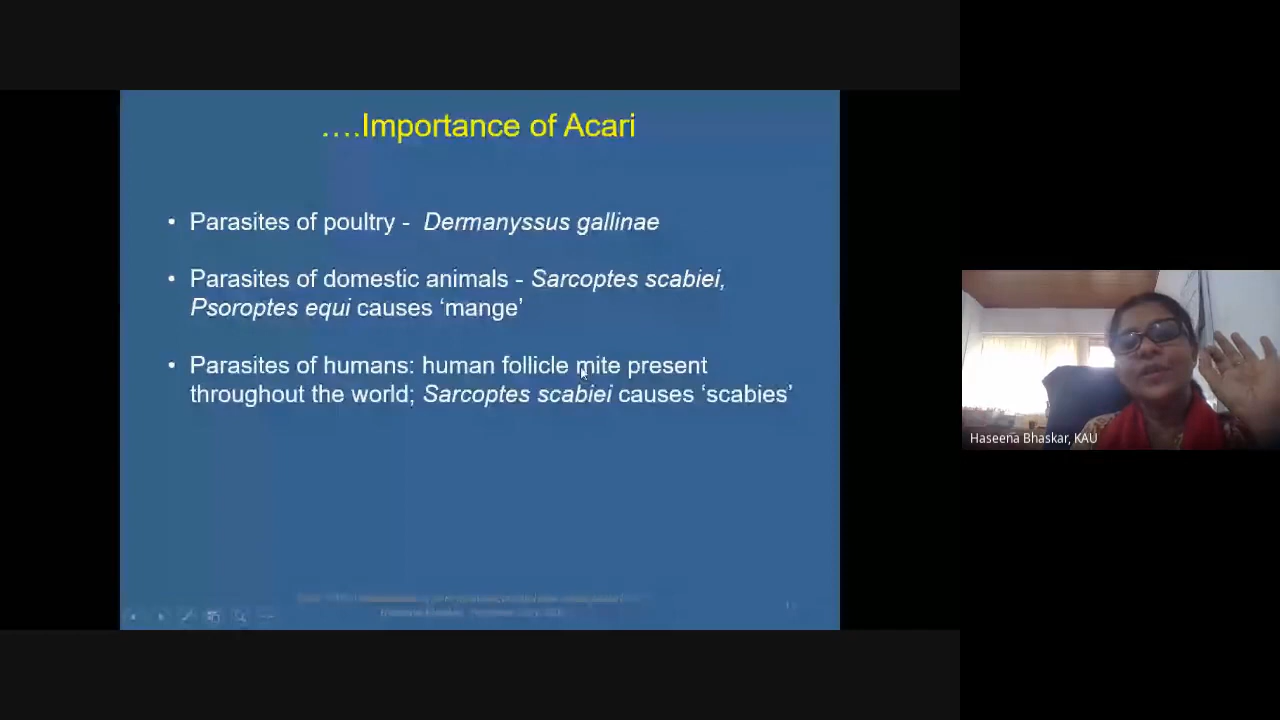 ….Importance of Acari
• Parasites of poultry - Dermanyssus gallinae
• Parasites of domestic animals - Sarcoptes scabiei,
Psoroptes equi causes ‘mange’
• Parasites of humans: human follicle mite present
throughout the world; Sarcoptes scabiei causes ‘scabies’
Haseena Bhaskar, KAU